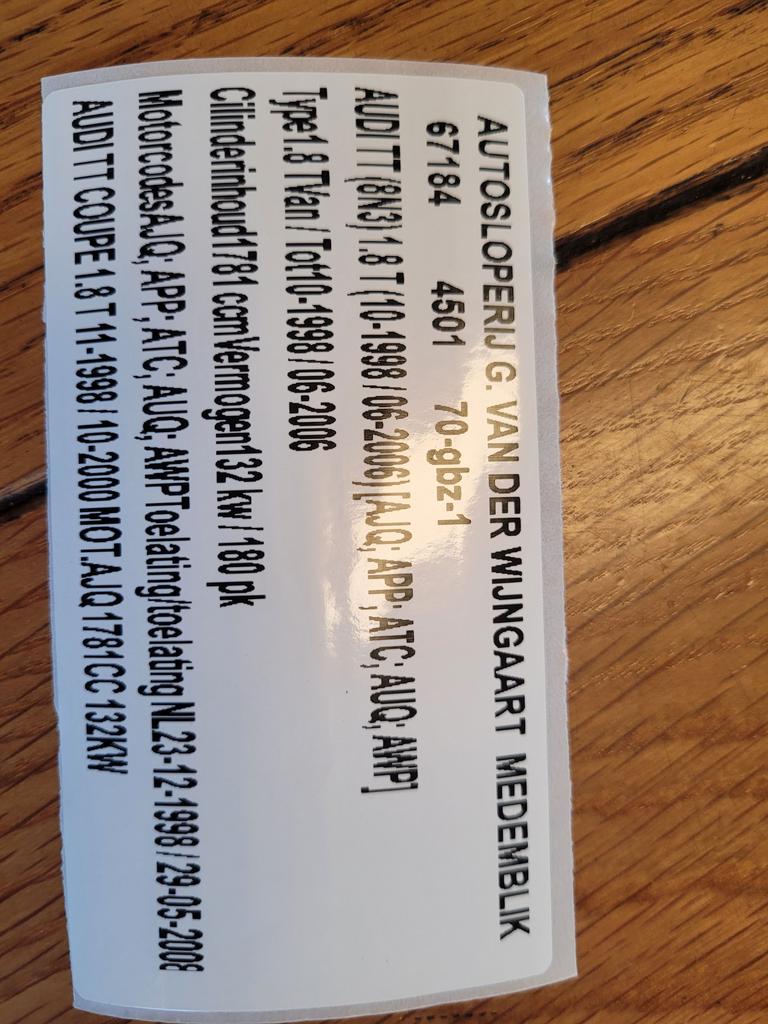 AUTOSLOPERIJ G. VAN DER WIJNGAART MEDEMBLIK
67184 4501 70-gbz-1
AUDI TT (8N3) 1.8 T (10-1998 / 06-2006) [AJQ; APP; ATC; AUQ; AWP]
Type1.8 TVan / Tot10-1998 / 06-2006
Cilinderinhoud1781 ccmVermogen132 kw / 180 pk
MotorcodesAJQ; APP; ATC; AUQ; AWPToelating/toelating NL23-12-1998 / 29-05-2008
AUDI TT COUPE 1.8 T 11-1998 / 10-2000 MOT.AJQ 1781CC 132KW